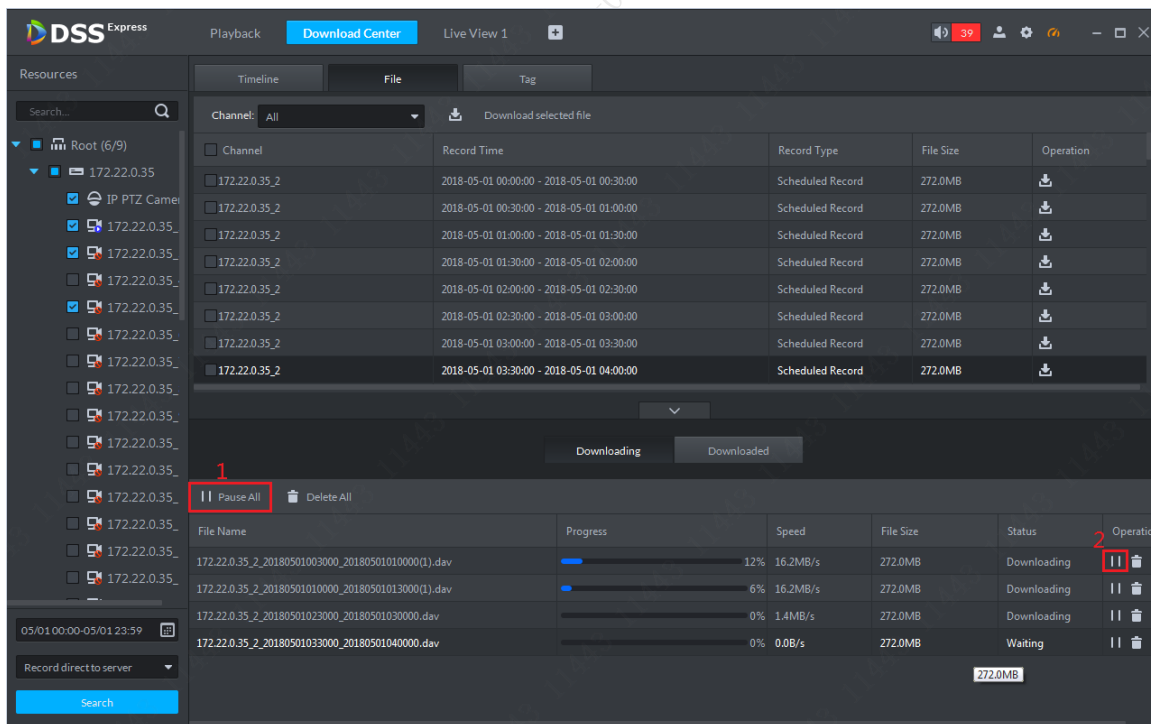 DSS Express
Playback Download Center Live View 1 39
Resources
Timeline File Tag
Search...
Channel: All Download selected file
Root (6/9)
172.22.0.35
IP PTZ Camer
172.22.0.35_
172.22.0.35_
172.22.0.35_
172.22.0.35_
172.22.0.35_
172.22.0.35_
172.22.0.35_
172.22.0.35_
172.22.0.35_
172.22.0.35_
172.22.0.35_
172.22.0.35_
172.22.0.35_
172.22.0.35_
05/01 00:00-05/01 23:59
Record direct to server
Search
Channel Record Time Record Type File Size Operation
172.22.0.35_2 2018-05-01 00:00:00 - 2018-05-01 00:30:00 Scheduled Record 272.0MB
172.22.0.35_2 2018-05-01 00:30:00 - 2018-05-01 01:00:00 Scheduled Record 272.0MB
172.22.0.35_2 2018-05-01 01:00:00 - 2018-05-01 01:30:00 Scheduled Record 272.0MB
172.22.0.35_2 2018-05-01 01:30:00 - 2018-05-01 02:00:00 Scheduled Record 272.0MB
172.22.0.35_2 2018-05-01 02:00:00 - 2018-05-01 02:30:00 Scheduled Record 272.0MB
172.22.0.35_2 2018-05-01 02:30:00 - 2018-05-01 03:00:00 Scheduled Record 272.0MB
172.22.0.35_2 2018-05-01 03:00:00 - 2018-05-01 03:30:00 Scheduled Record 272.0MB
172.22.0.35_2 2018-05-01 03:30:00 - 2018-05-01 04:00:00 Scheduled Record 272.0MB
Downloading Downloaded
1
Pause All Delete All
File Name Progress Speed File Size Status Operatio
2
172.22.0.35_2_20180501003000_20180501010000(1).dav 12% 16.2MB/s 272.0MB Downloading
172.22.0.35_2_20180501010000_20180501013000(1).dav 6% 16.2MB/s 272.0MB Downloading
172.22.0.35_2_20180501023000_20180501030000.dav 0% 1.4MB/s 272.0MB Downloading
172.22.0.35_2_20180501033000_20180501040000.dav 0% 0.0B/s 272.0MB Waiting
272.0MB